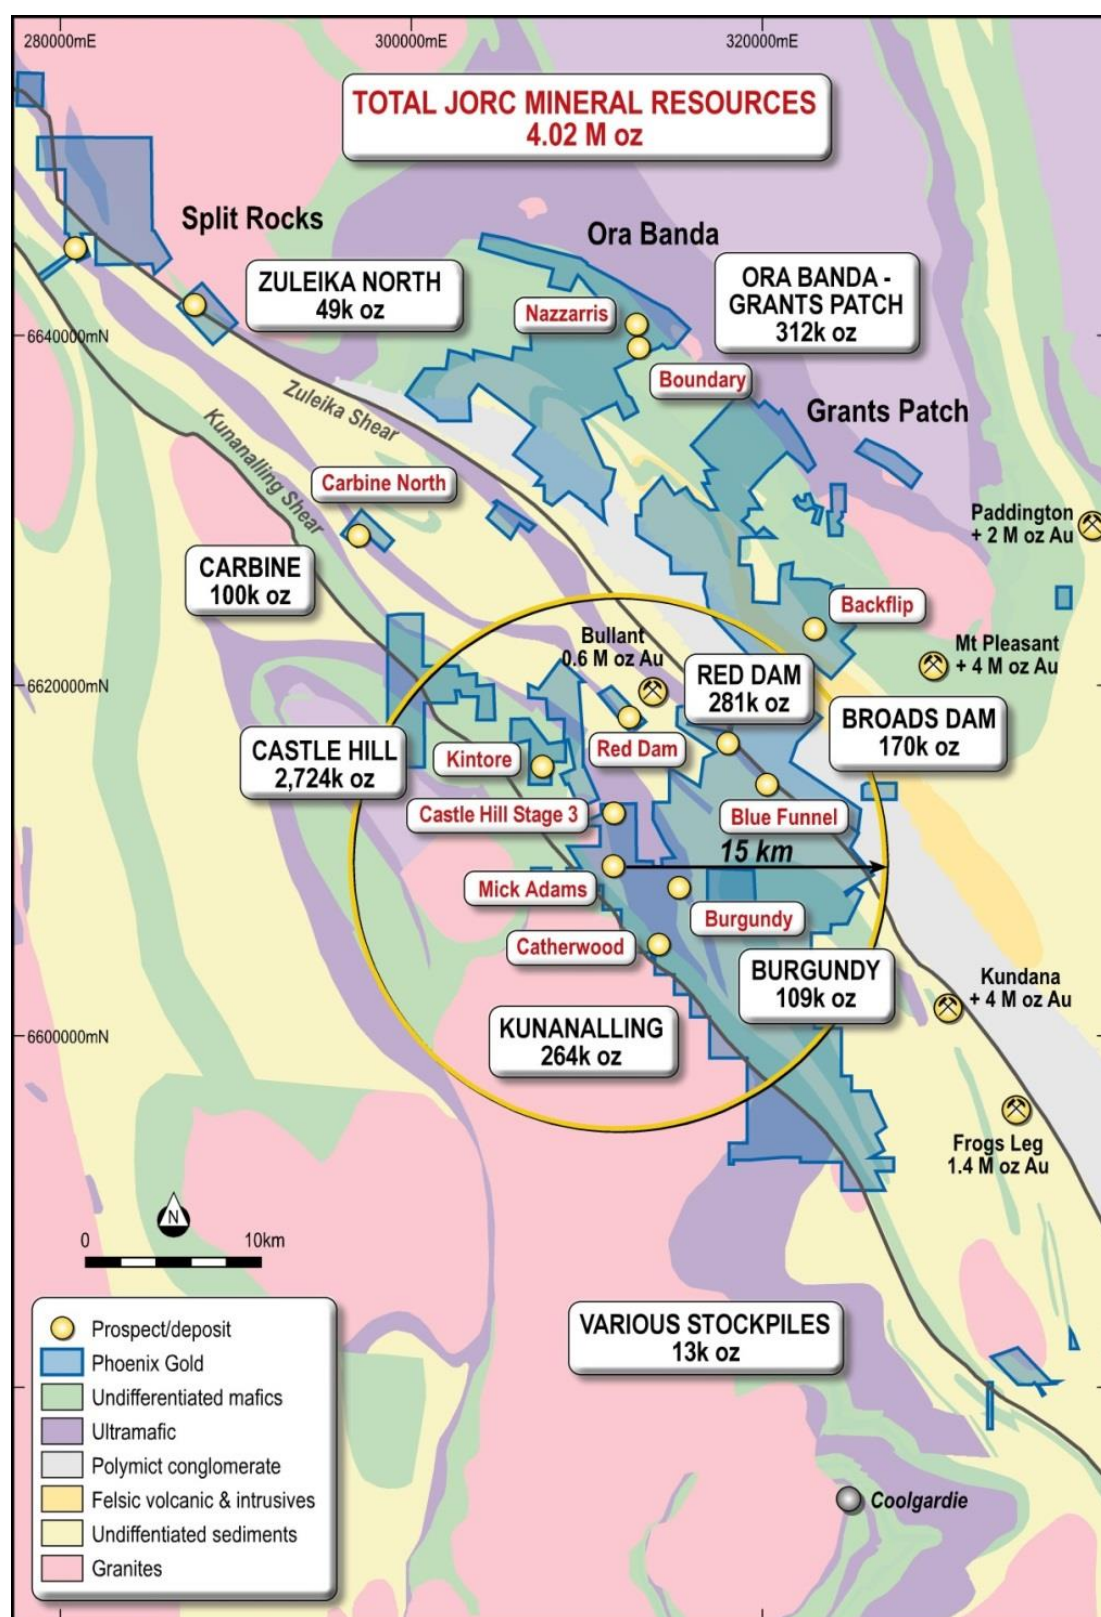 280000mE
300000mE
320000mE
TOTAL JORC MINERAL RESOURCES
4.02 M oz
Split Rocks
Ora Banda
ZULEIKA NORTH
49k oz
ORA BANDA -
GRANTS PATCH
312k oz
Nazzarris
6640000mN
Boundary
Zuleika Shear
Grants Patch
Kunanalling Shear
Carbine North
Paddington
+ 2 M oz Au
CARBINE
100k oz
Backflip
Bullant
0.6 M oz Au
Mt Pleasant
+ 4 M oz Au
RED DAM
281k oz
6620000mN
BROADS DAM
170k oz
CASTLE HILL
2,724k oz
Red Dam
Kintore
Castle Hill Stage 3
Blue Funnel
15 km
Mick Adams
Burgundy
Catherwood
BURGUNDY
109k oz
Kundana
+ 4 M oz Au
KUNANALLING
264k oz
6600000mN
Frogs Leg
1.4 M oz Au
N
0
10km
VARIOUS STOCKPILES
13k oz
Prospect/deposit
Phoenix Gold
Undifferentiated mafics
Ultramafic
Polymict conglomerate
Felsic volcanic & intrusives
Undiffentiated sediments
Granites
Coolgardie